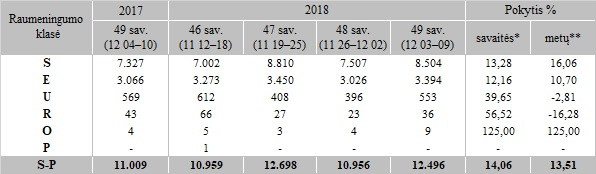 Raumeningumo klasė 2017 2018 Pokytis %
49 sav. (12 04–10) 46 sav. (11 12–18) 47 sav. (11 19–25) 48 sav. (11 26–12 02) 49 sav. (12 03–09) savaitės* metų**
S 7.327 7.002 8.810 7.507 8.504 13,28 16,06
E 3.066 3.273 3.450 3.026 3.394 12,16 10,70
U 569 612 408 396 553 39,65 -2,81
R 43 66 27 23 36 56,52 -16,28
O 4 5 3 4 9 125,00 125,00
P - 1 - - - - -
S-P 11.009 10.959 12.698 10.956 12.496 14,06 13,51